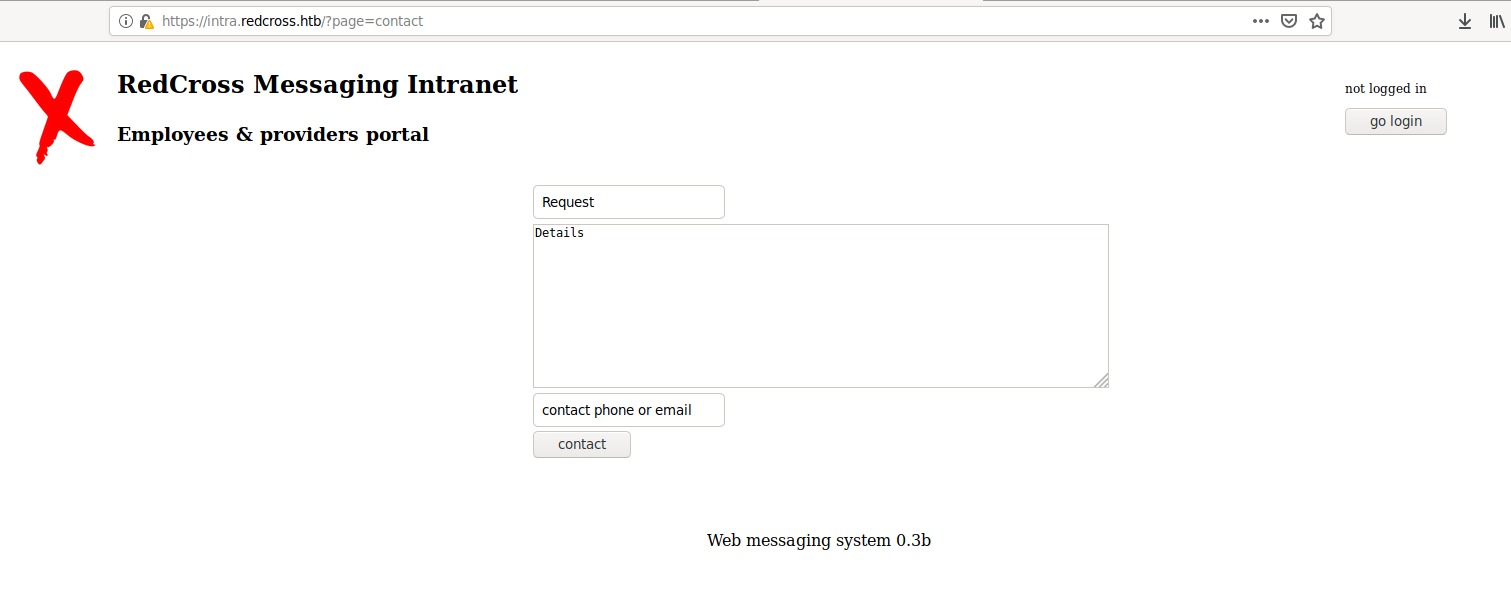 https://intra.redcross.htb/?page=contact
RedCross Messaging Intranet
not logged in
go login
Employees & providers portal
Request
Details
contact phone or email
contact
Web messaging system 0.3b